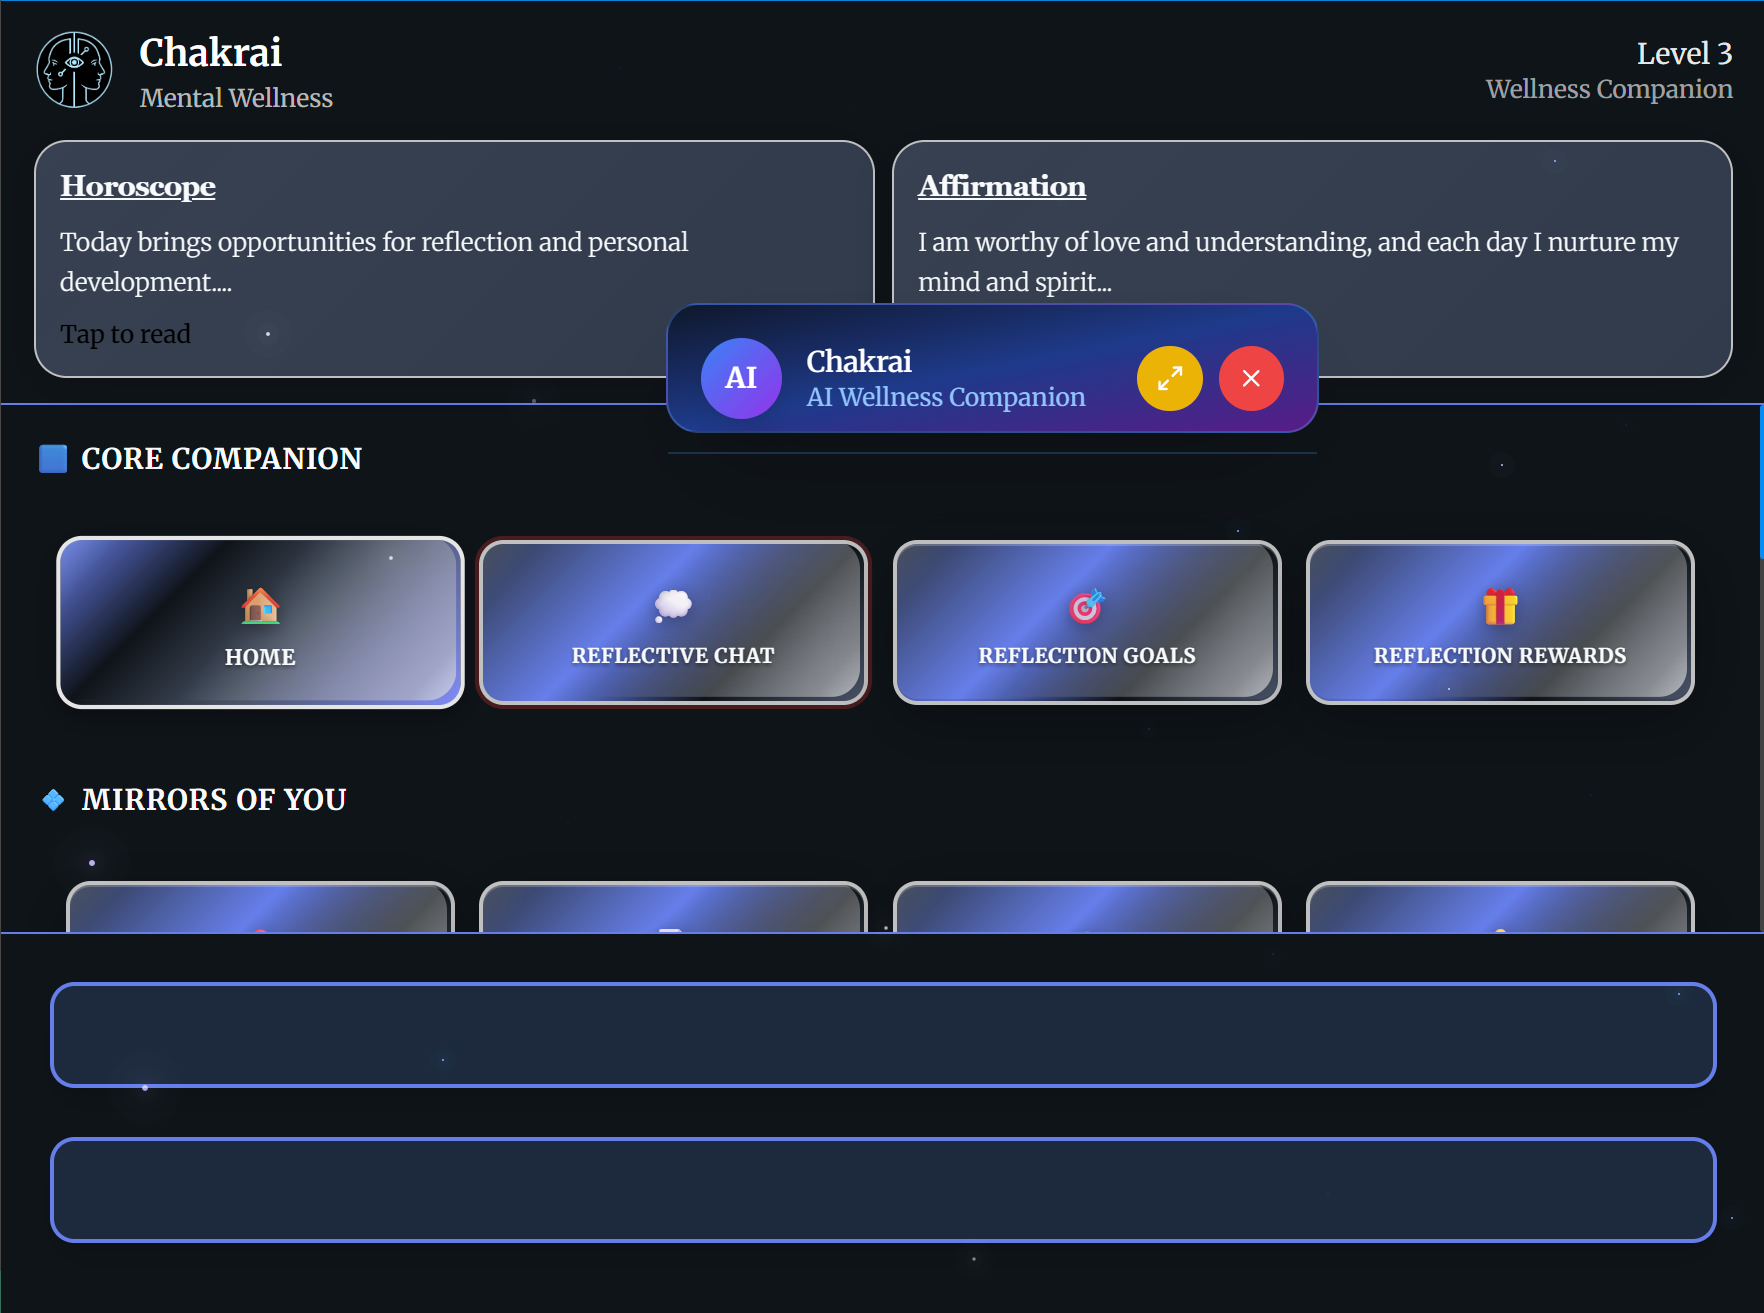 Chakrai
Mental Wellness
Level 3
Wellness Companion
Horoscope
Today brings opportunities for reflection and personal
development....
Tap to read
Affirmation
I am worthy of love and understanding, and each day I nurture my
mind and spirit...
AI
Chakrai
AI Wellness Companion
CORE COMPANION
HOME
REFLECTIVE CHAT
REFLECTION GOALS
REFLECTION REWARDS
MIRRORS OF YOU